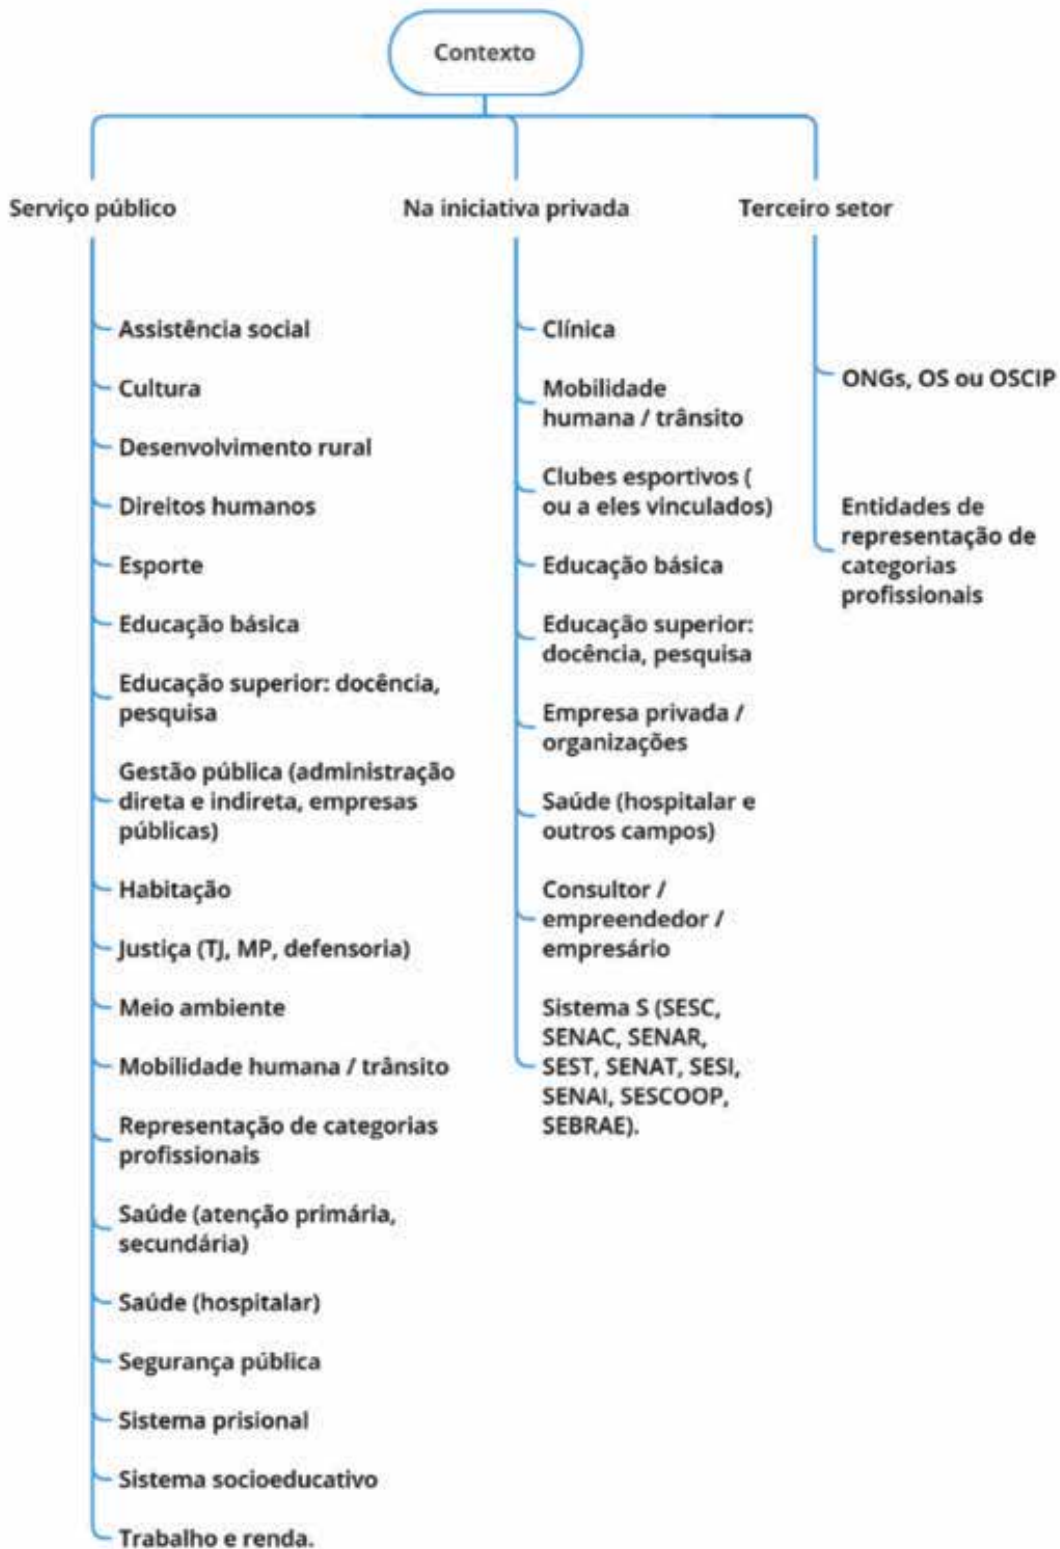 Contexto
Serviço público
Na iniciativa privada
Terceiro setor
Assistência social
Cultura
Desenvolvimento rural
Direitos humanos
Esporte
Educação básica
Educação superior: docência,
pesquisa
Gestão pública (administração
direta e indireta, empresas
públicas)
Habitação
Justiça (TJ, MP, defensoria)
Meio ambiente
Mobilidade humana / trânsito
Representação de categorias
profissionais
Saúde (atenção primária,
secundária)
Saúde (hospitalar)
Segurança pública
Sistema prisional
Sistema socioeducativo
Trabalho e renda.
Clínica
Mobilidade
humana / trânsito
Clubes esportivos (
ou a eles vinculados)
Educação básica
Educação superior:
docência, pesquisa
Empresa privada /
organizações
Saúde (hospitalar e
outros campos)
Consultor /
empreendedor /
empresário
Sistema S (SESC,
SENAC, SENAR,
SEST, SENAT, SESI,
SENAI, SESCOOP,
SEBRAE).
ONGs, OS ou OSCIP
Entidades de
representação de
categorias
profissionais